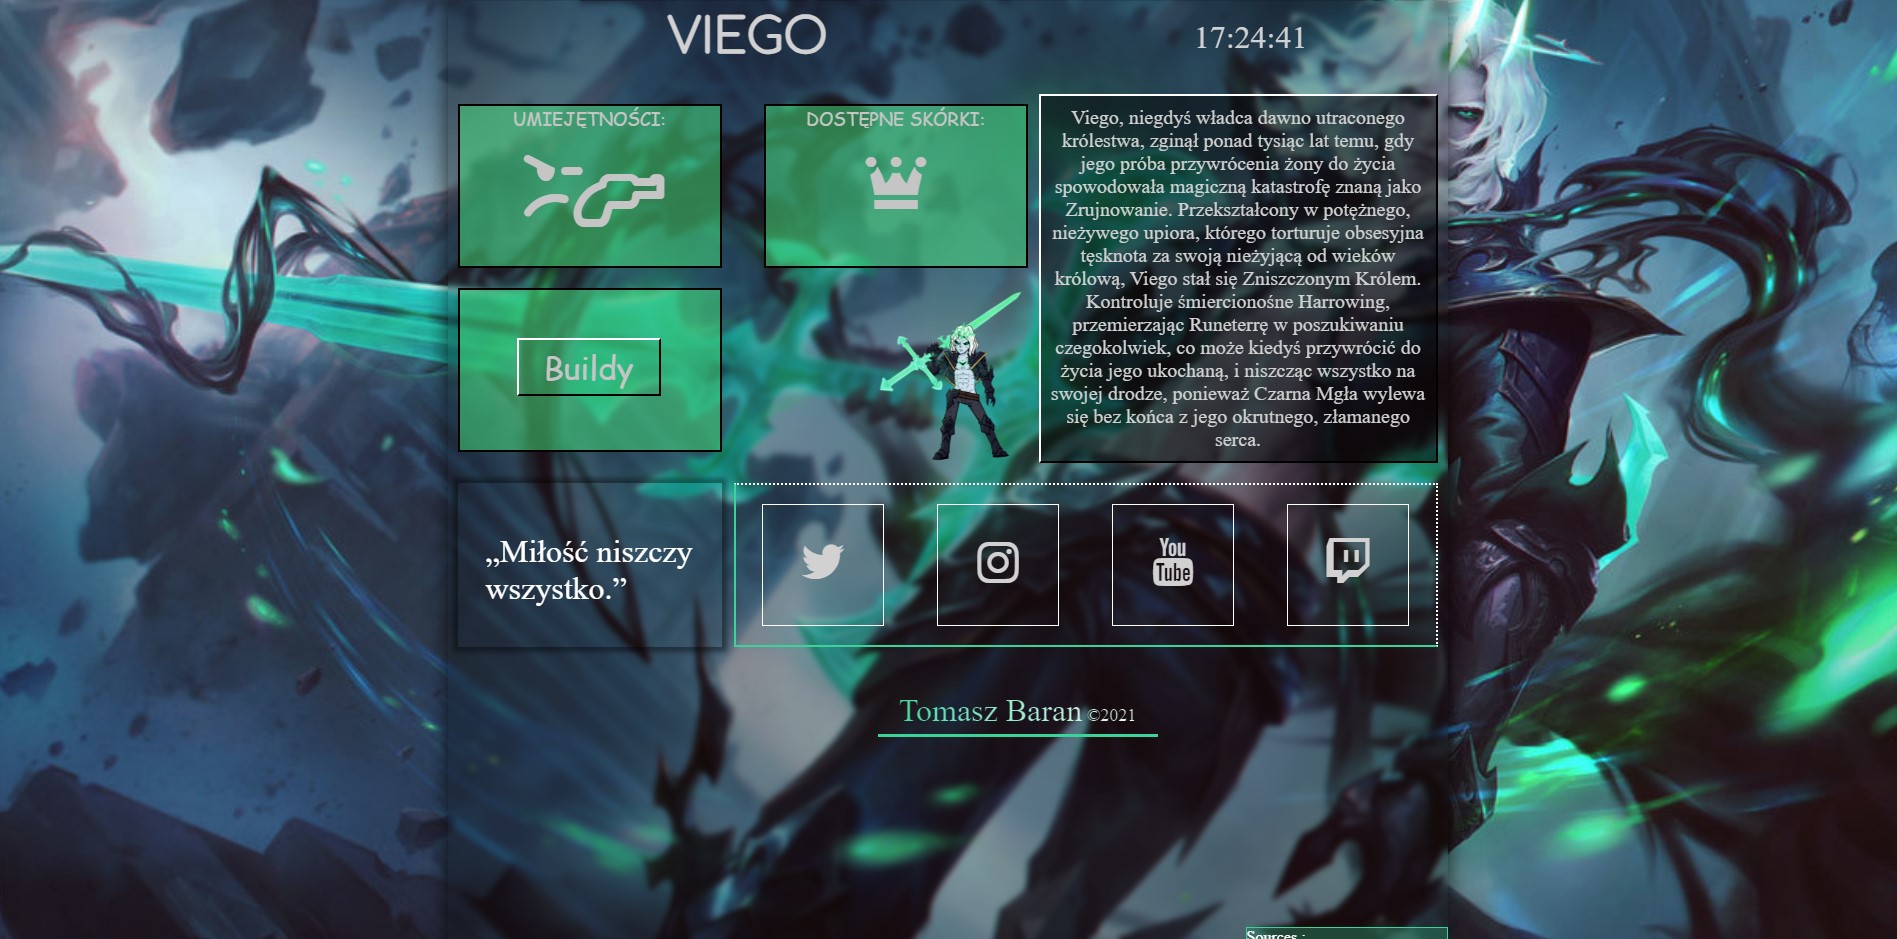 VIEGO
17:24:41
UMIEJĘTNOŚCI:
DOSTĘPNE SKÓRKI:
Buildy
Viego, niegdyś władca dawno utraconego
królestwa, zginął ponad tysiąc lat temu, gdy
jego próba przywrócenia żony do życia
spowodowała magiczną katastrofę znaną jako
Zrujnowanie. Przekształcony w potężnego,
nieżywego upiora, którego torturuje obsesyjna
tęsknota za swoją nieżyjącą od wieków
królową, Viego stał się Zniszczonym Królem.
Kontroluje śmiercionośne Harrowing,
przemierzając Runeterrę w poszukiwaniu
czegokolwiek, co może kiedyś przywrócić do
życia jego ukochaną, i niszcząc wszystko na
swojej drodze, ponieważ Czarna Mgła wylewa
się bez końca z jego okrutnego, złamanego
serca.
„Miłość niszczy
wszystko.”
You
Tube
Tomasz Baran ©2021
Sources :